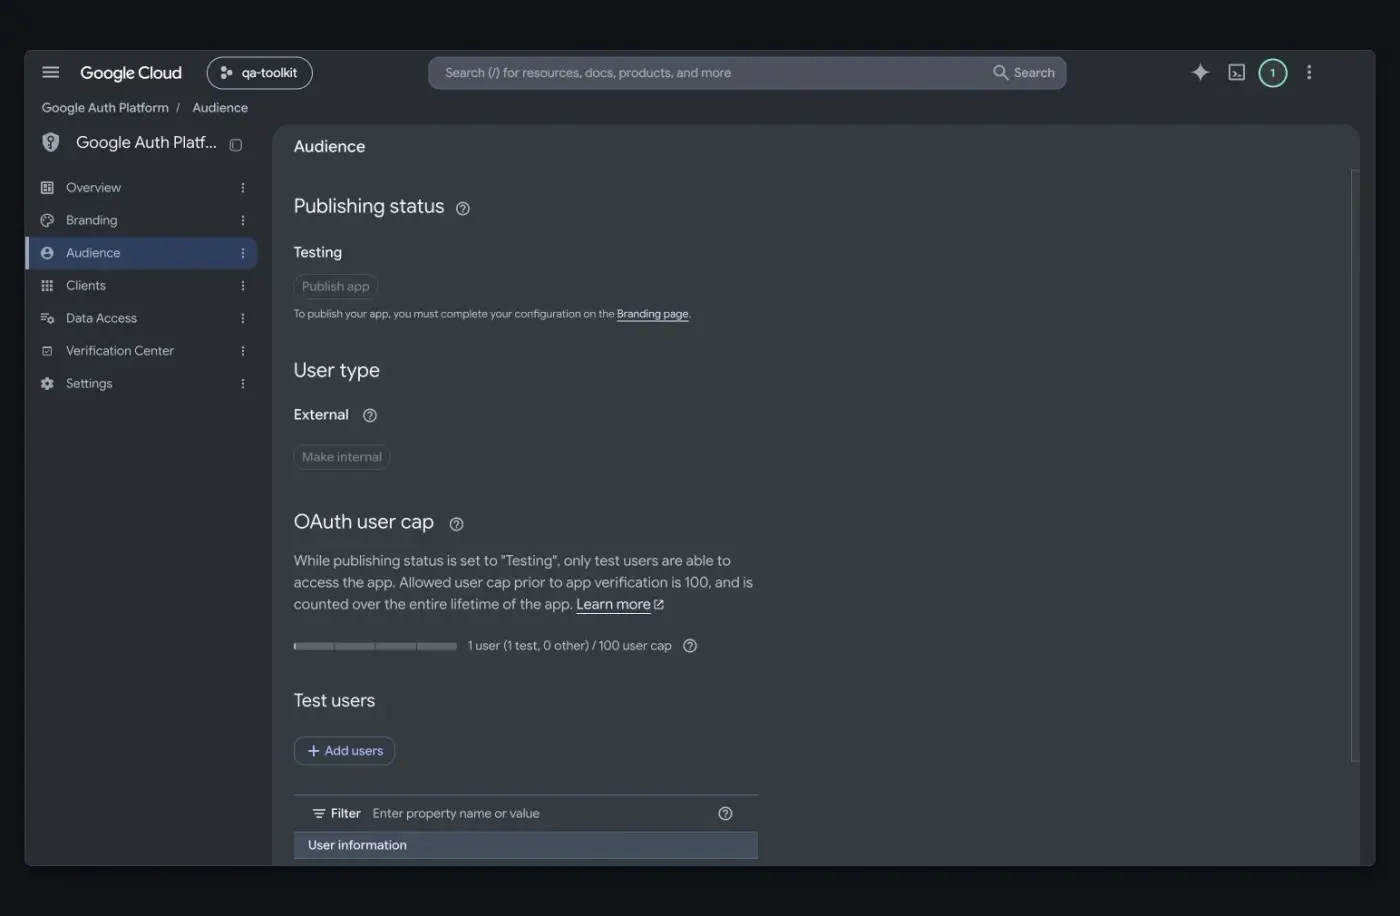 Google Cloud
qa-toolkit
Search (/) for resources, docs, products, and more
Search
1
Google Auth Platform / Audience
Google Auth Platf...
Overview
Branding
Audience
Clients
Data Access
Verification Center
Settings
Audience
Publishing status
Testing
Publish app
To publish your app, you must complete your configuration on the Branding page.
User type
External
Make internal
OAuth user cap
While publishing status is set to "Testing", only test users are able to
access the app. Allowed user cap prior to app verification is 100, and is
counted over the entire lifetime of the app. Learn more
1 user (1 test, 0 other) / 100 user cap
Test users
+ Add users
Filter Enter property name or value
User information